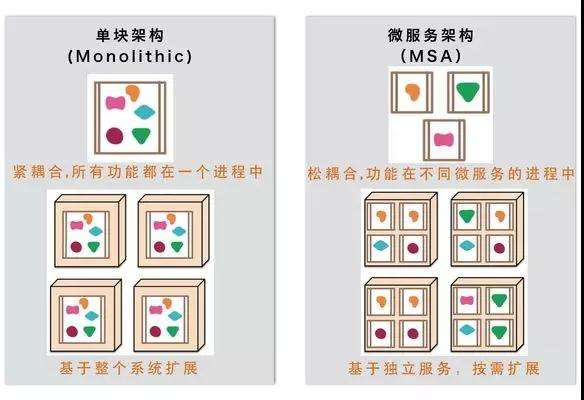 单块架构
(Monolithic)
紧耦合,所有功能都在一个进程中
基于整个系统扩展
微服务架构
(MSA)
松耦合,功能在不同微服务的进程中
基于独立服务，按需扩展